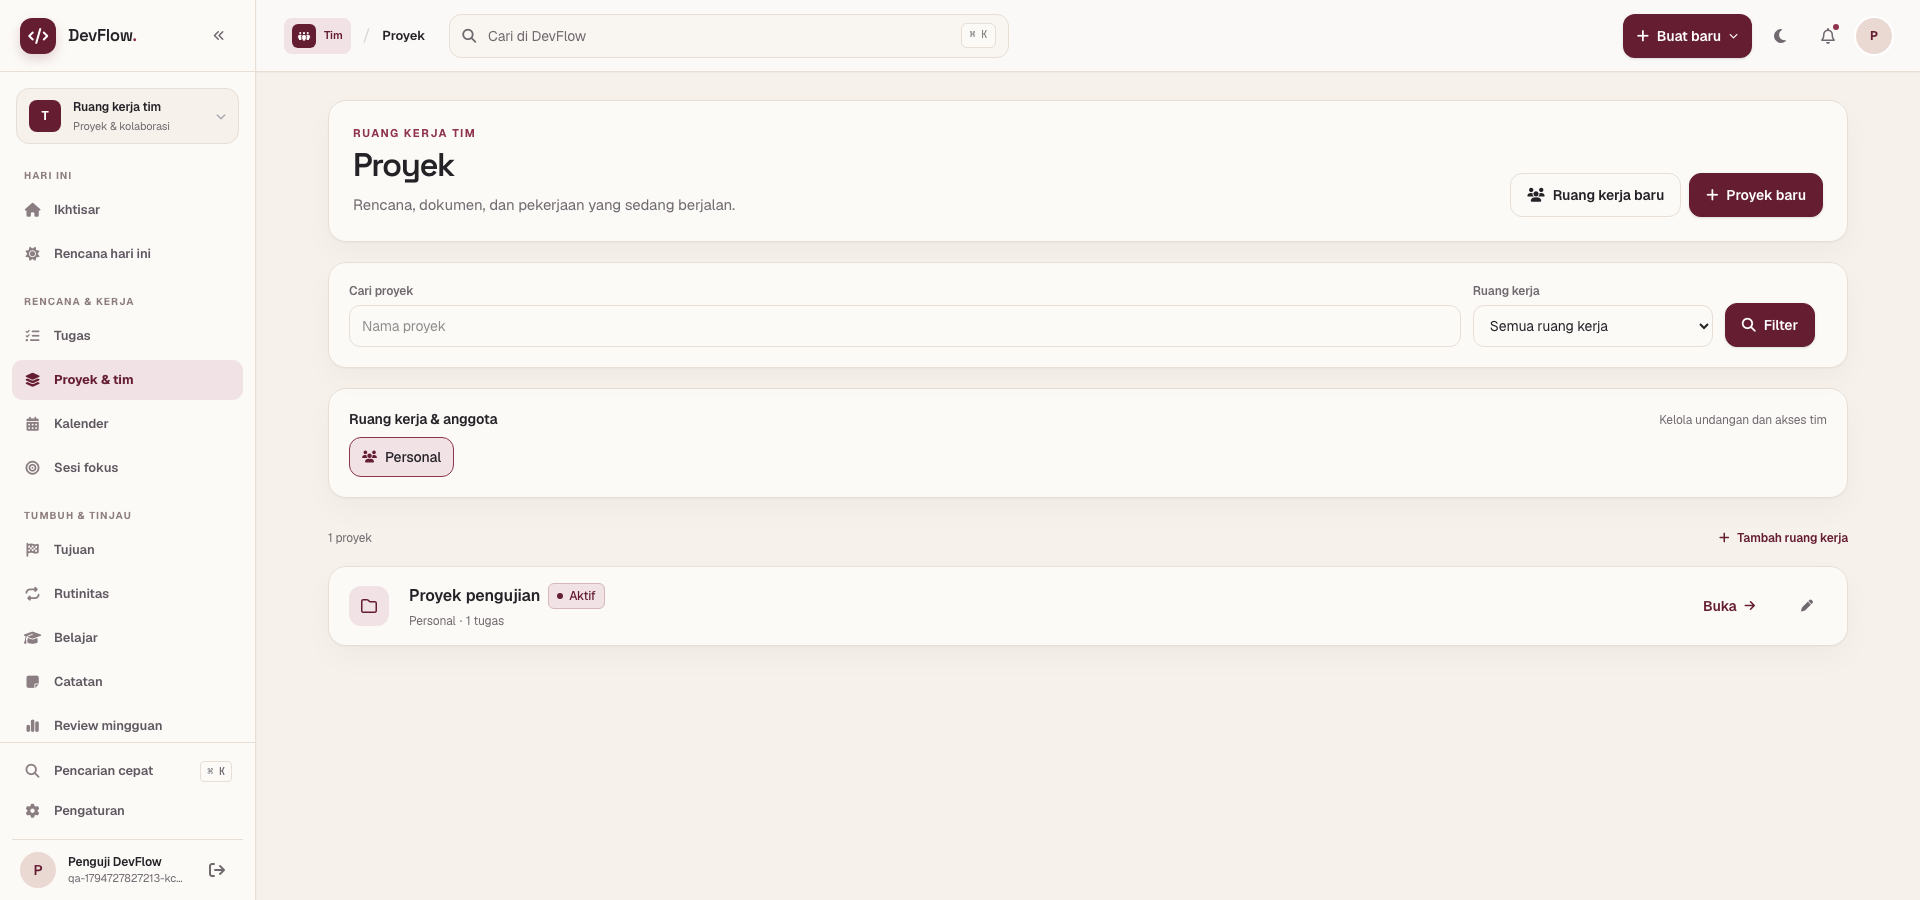 DevFlow.
Tim / Proyek
Cari di DevFlow
⌘ K
Buat baru
P
T
Ruang kerja tim
Proyek & kolaborasi
HARI INI
Ikhtisar
Rencana hari ini
RENCANA & KERJA
Tugas
Proyek & tim
Kalender
Sesi fokus
TUMBUH & TINJAU
Tujuan
Rutinitas
Belajar
Catatan
Review mingguan
Pencarian cepat ⌘ K
Pengaturan
P
Penguji DevFlow
qa-1794727827213-kc...
RUANG KERJA TIM
Proyek
Rencana, dokumen, dan pekerjaan yang sedang berjalan.
Ruang kerja baru
Proyek baru
Cari proyek
Nama proyek
Ruang kerja
Semua ruang kerja
Filter
Ruang kerja & anggota
Kelola undangan dan akses tim
Personal
1 proyek
Tambah ruang kerja
Proyek pengujian
Aktif
Personal · 1 tugas
Buka